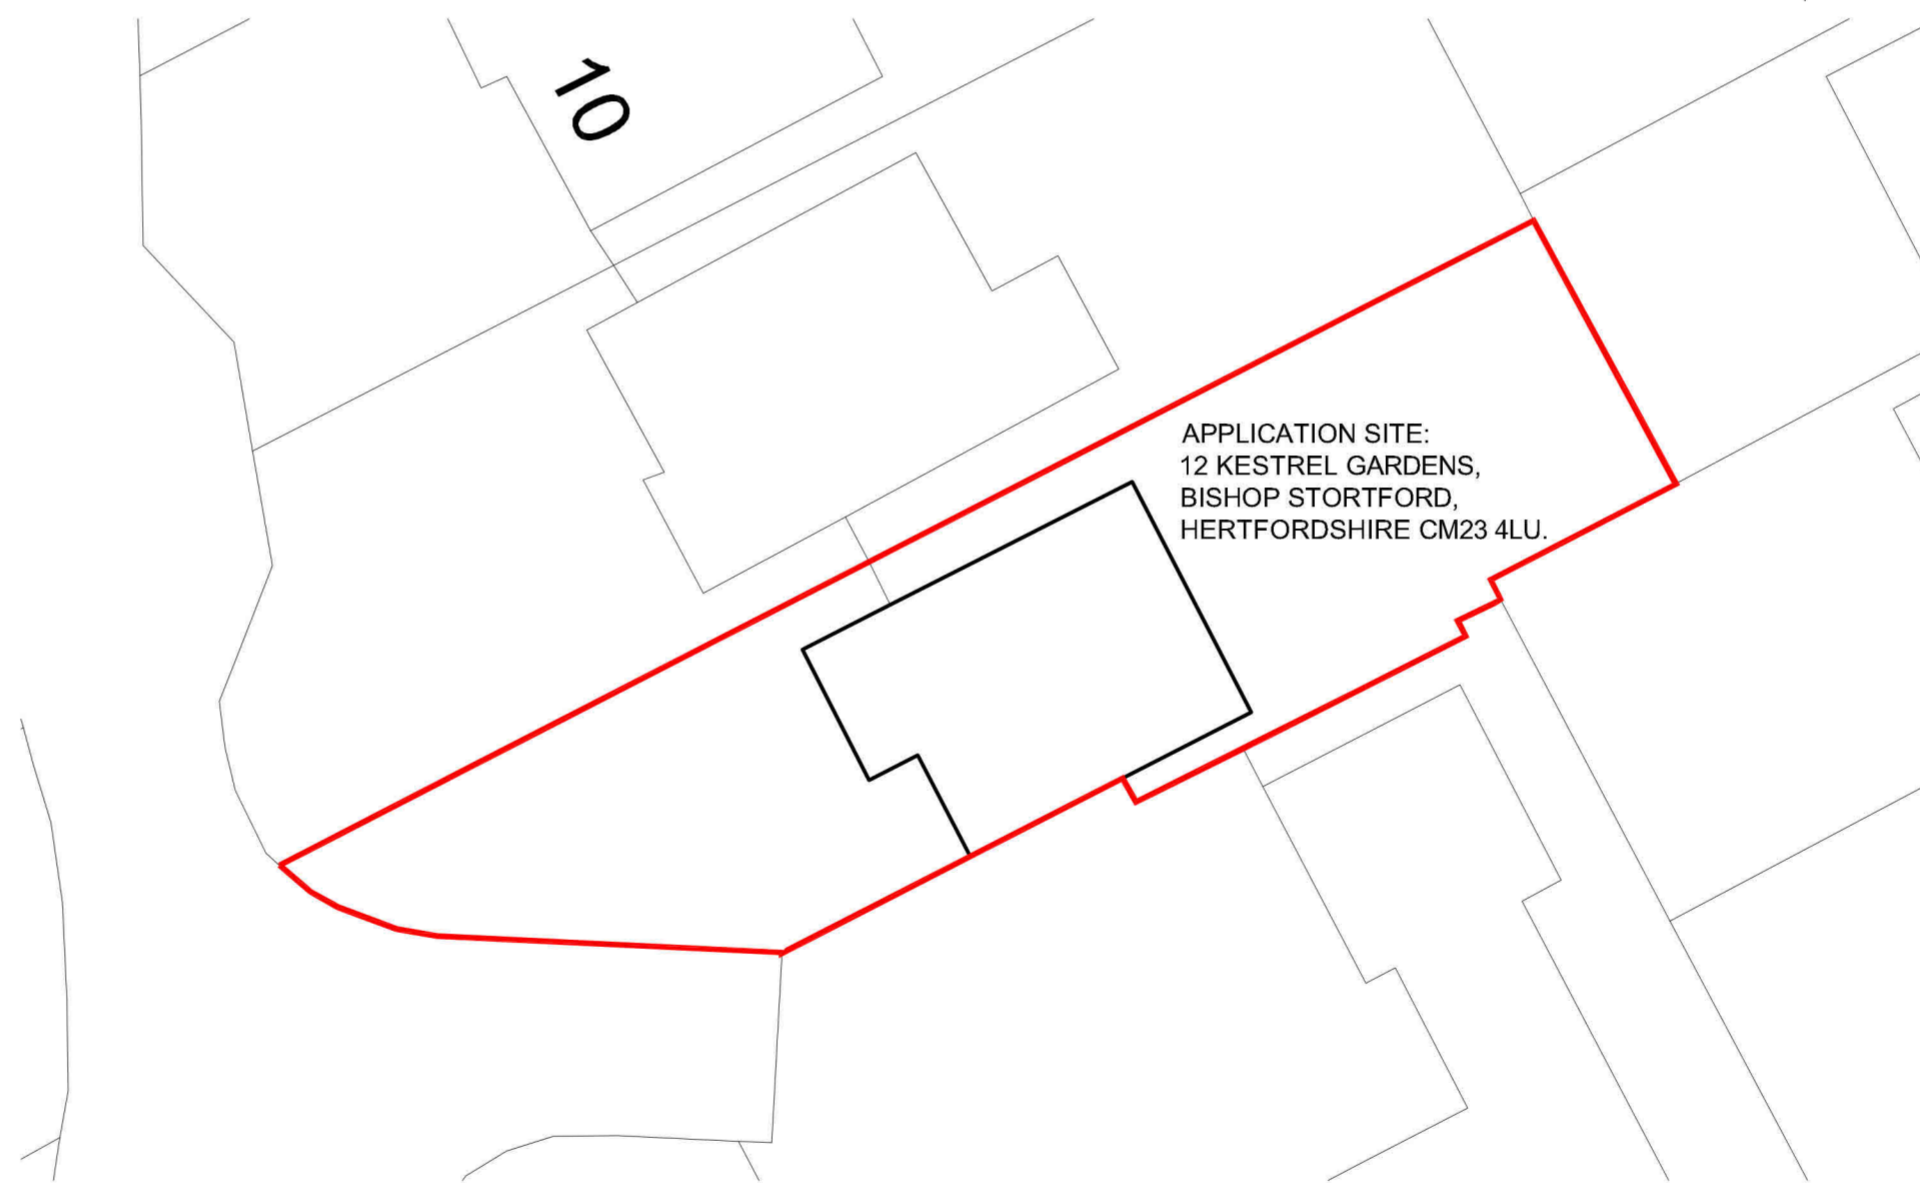 10
APPLICATION SITE:
12 KESTREL GARDENS,
BISHOP STORTFORD,
HERTFORDSHIRE CM23 4LU.